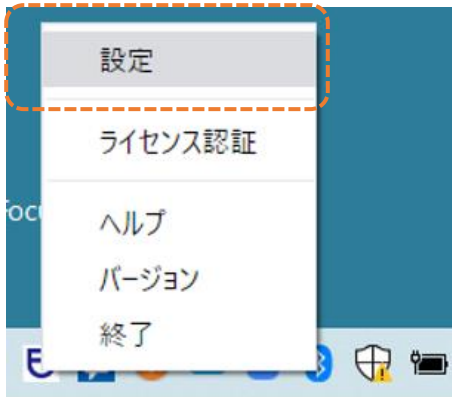 設定
ライセンス認証
ヘルプ
バージョン
終了